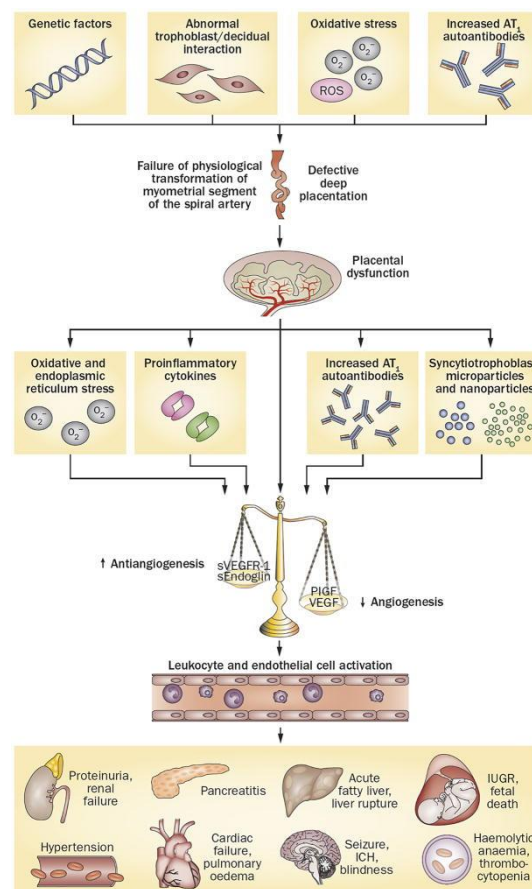 Genetic factors
Abnormal
trophoblast/decidual
interaction
Oxidative stress
Increased AT1
autoantibodies
O2–
O2–
O2–
O2–
ROS
Failure of physiological
transformation of
myometrial segment
of the spiral artery
Defective
deep
placentation
Placental
dysfunction
Oxidative and
endoplasmic
reticulum stress
O2–
O2–
O2–
Proinflammatory
cytokines
Increased AT1
autoantibodies
Syncytiotrophoblas
microparticles
and nanoparticles
↑ Antiangiogenesis
sVEGFR-1
sEndoglin
PlGF
VEGF
↓ Angiogenesis
Leukocyte and endothelial cell activation
Proteinuria,
renal
failure
Pancreatitis
Acute
fatty liver,
liver rupture
IUGR,
fetal
death
Hypertension
Cardiac
failure,
pulmonary
oedema
Seizure,
ICH,
blindness
Haemolytic
anaemia,
thrombo-
cytopenia